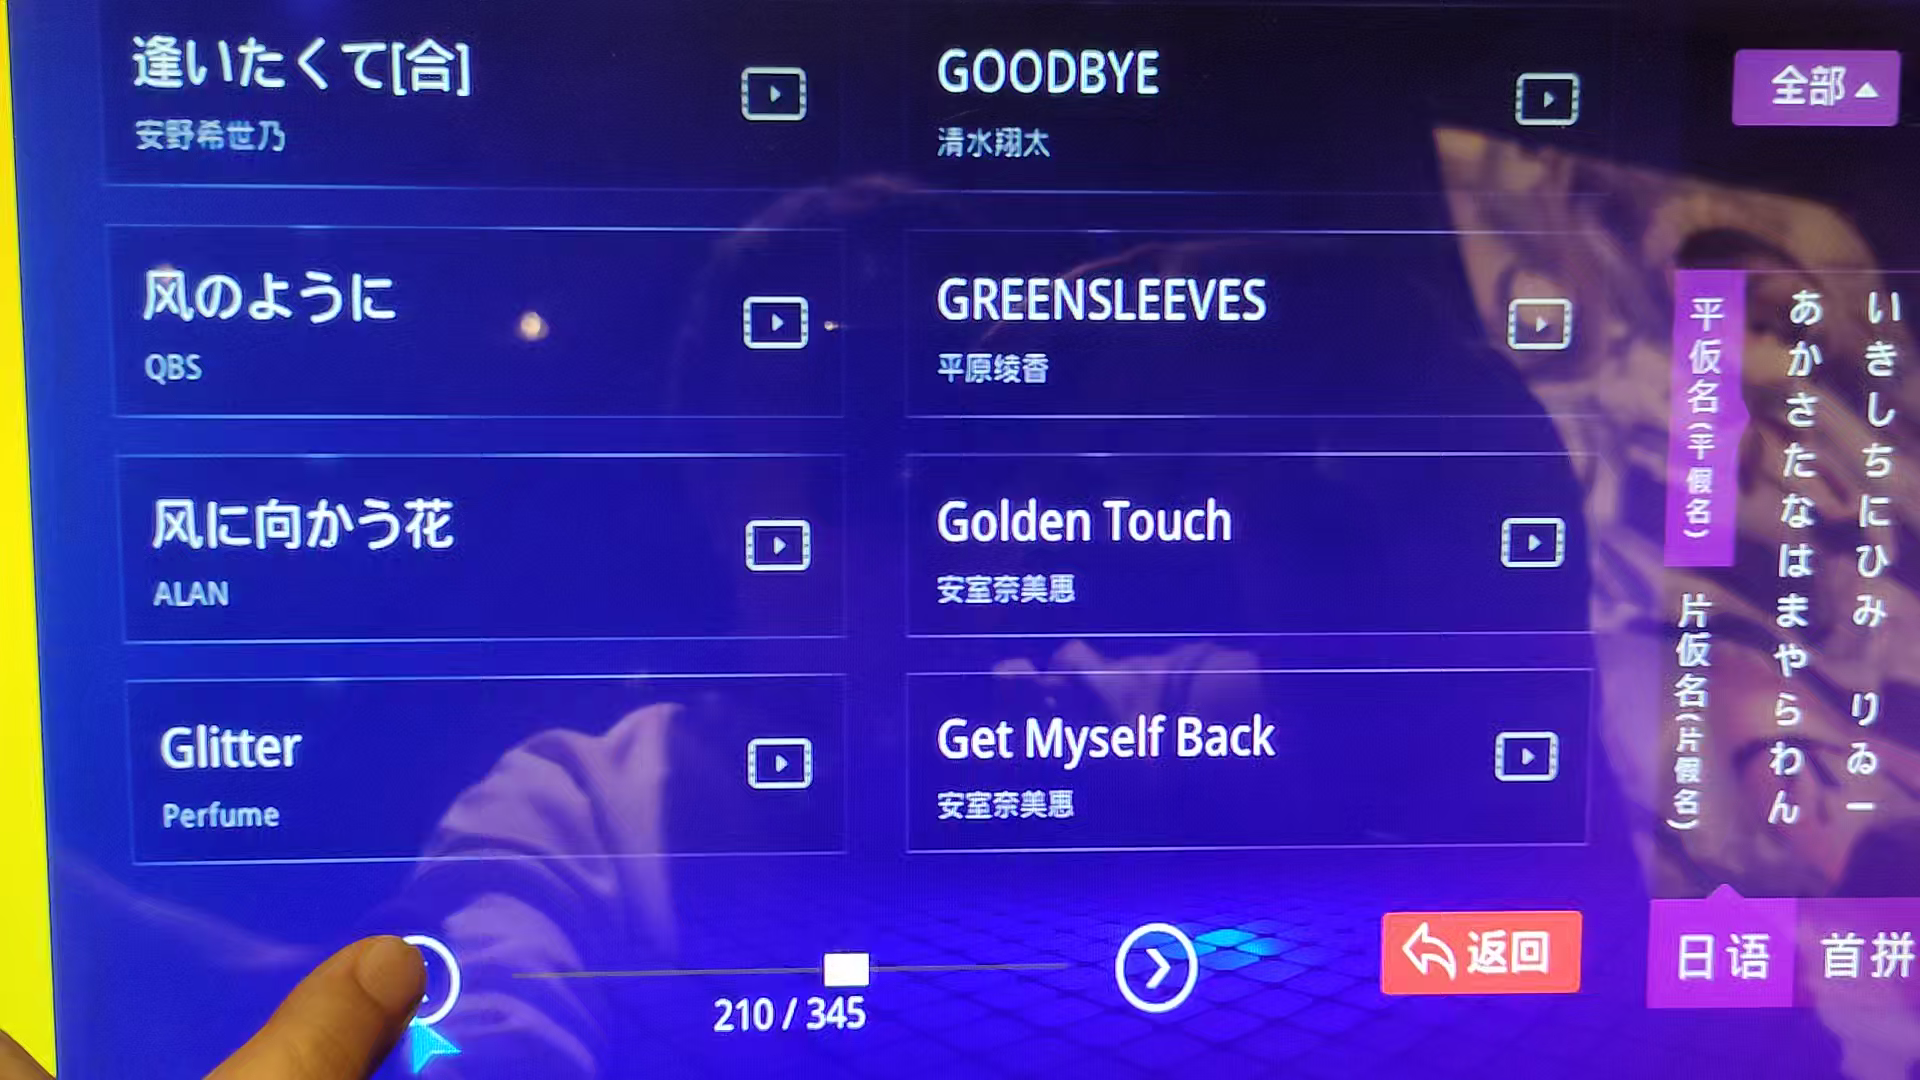 逢いたくて[合]
安野希世乃
GOODBYE
清水翔太
全部
风のように
QBS
GREENSLEEVES
平原绫香
风に向かう花
ALAN
Golden Touch
安室奈美惠
Glitter
Perfume
Get Myself Back
安室奈美惠
平仮名(平假名)
片仮名(片假名)
あかさたなはまやらわん
いきしちにひみ りゐー
210 / 345
返回
日语
首拼